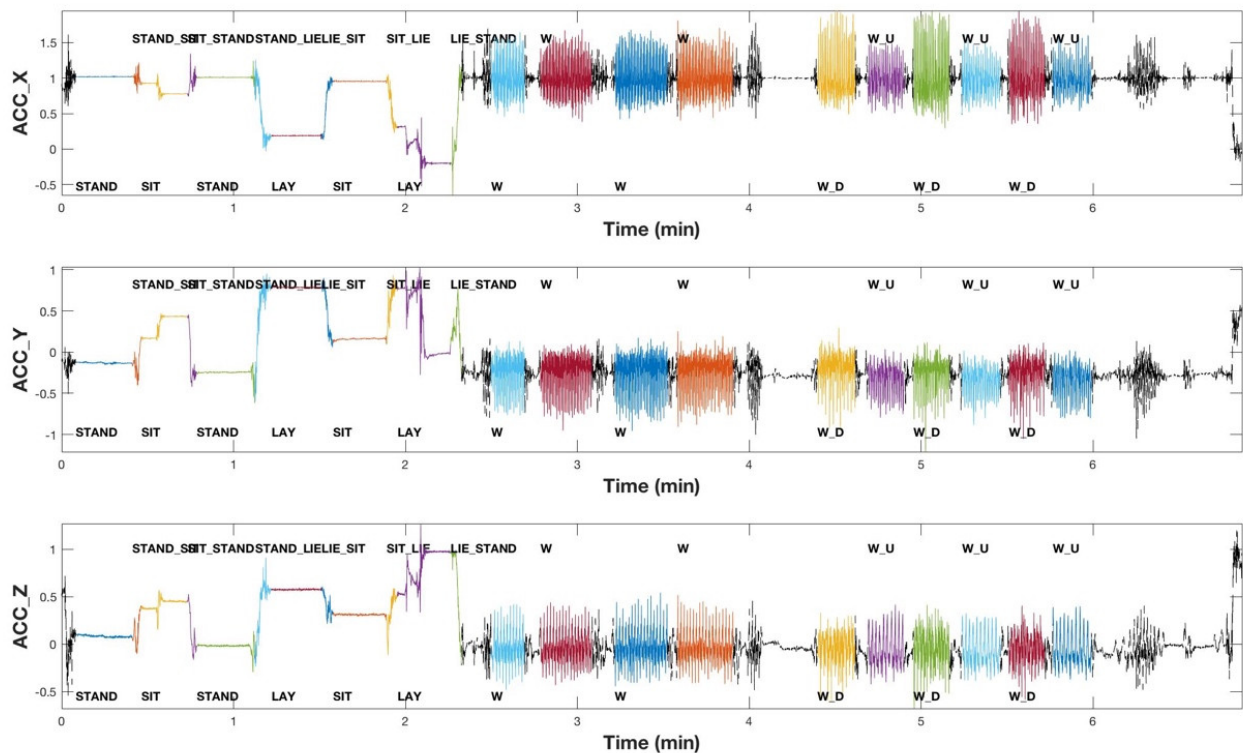 STAND_SIT SIT_STAND STAND_LIE LIE_SIT SIT_LIE LIE_STAND W W W_U W_U W_U
1.5
1
0.5
0
-0.5
ACC_X
STAND SIT STAND LAY SIT LAY W W W_D W_D W_D
0 1 2 3 4 5 6
Time (min)
1
0.5
0
-0.5
-1
ACC_Y
STAND_SIT SIT_STAND STAND_LIE LIE_SIT SIT_LIE LIE_STAND W W W_U W_U W_U
STAND SIT STAND LAY SIT LAY W W W_D W_D W_D
0 1 2 3 4 5 6
Time (min)
1
0.5
0
-0.5
ACC_Z
STAND_SIT SIT_STAND STAND_LIE LIE_SIT SIT_LIE LIE_STAND W W W_U W_U W_U
STAND SIT STAND LAY SIT LAY W W W_D W_D W_D
0 1 2 3 4 5 6
Time (min)